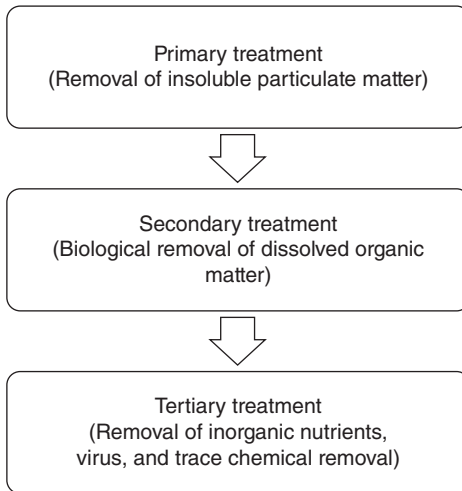 Primary treatment
(Removal of insoluble particulate matter)
Secondary treatment
(Biological removal of dissolved organic
matter)
Tertiary treatment
(Removal of inorganic nutrients,
virus, and trace chemical removal)